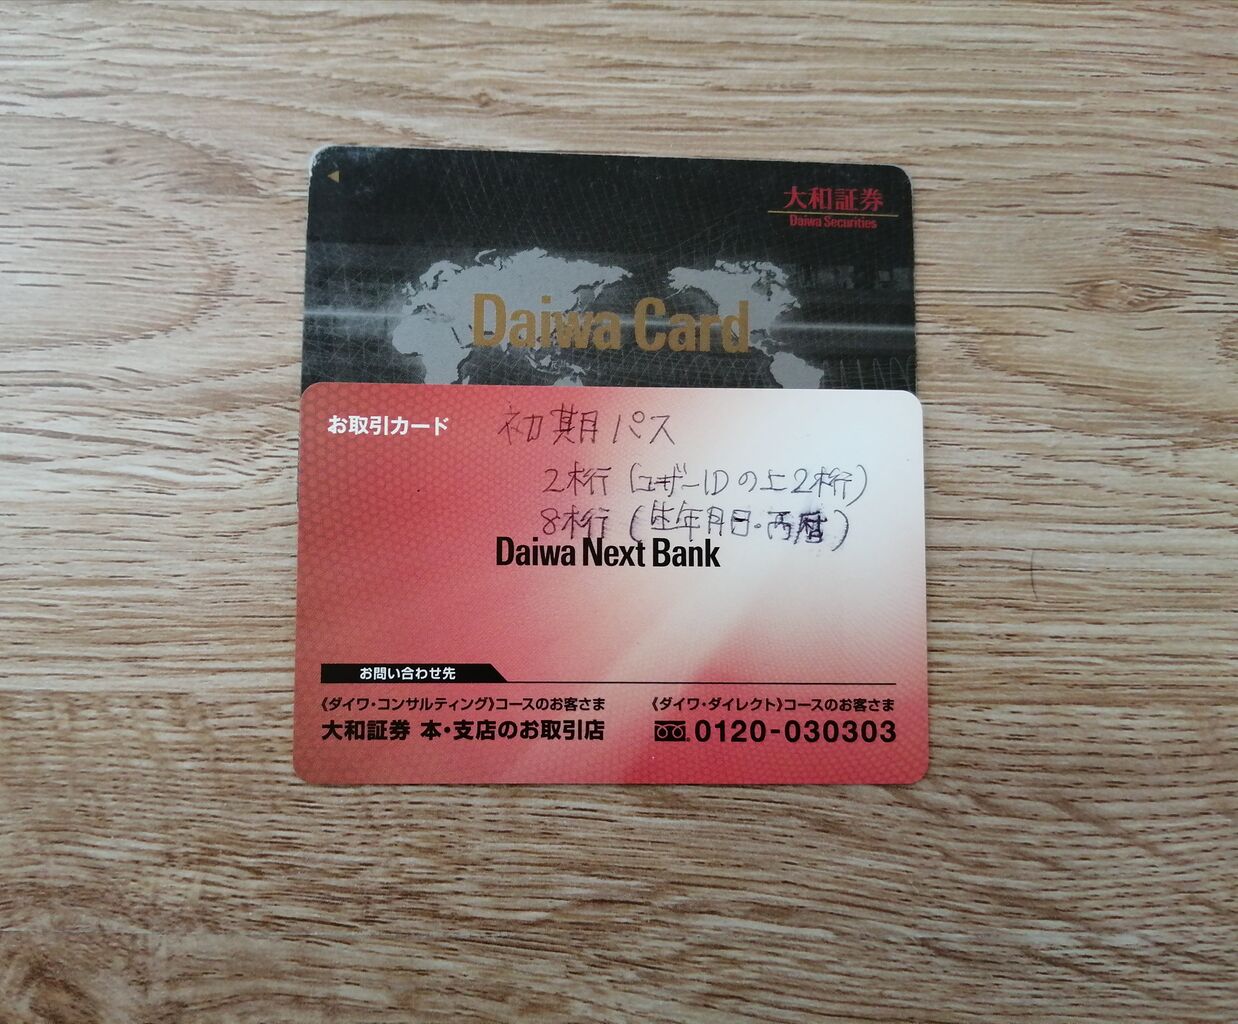 大和証券
Daiwa Securities
Daiwa Card
お取引カード
初期パス
2桁(ユーザーIDの上2桁)
8桁(生年月日・西暦)
Daiwa Next Bank
お問い合わせ先
《ダイワ・コンサルティング》コースのお客さま
大和証券 本・支店のお取引店
《ダイワ・ダイレクト》コースのお客さま
0120-030303